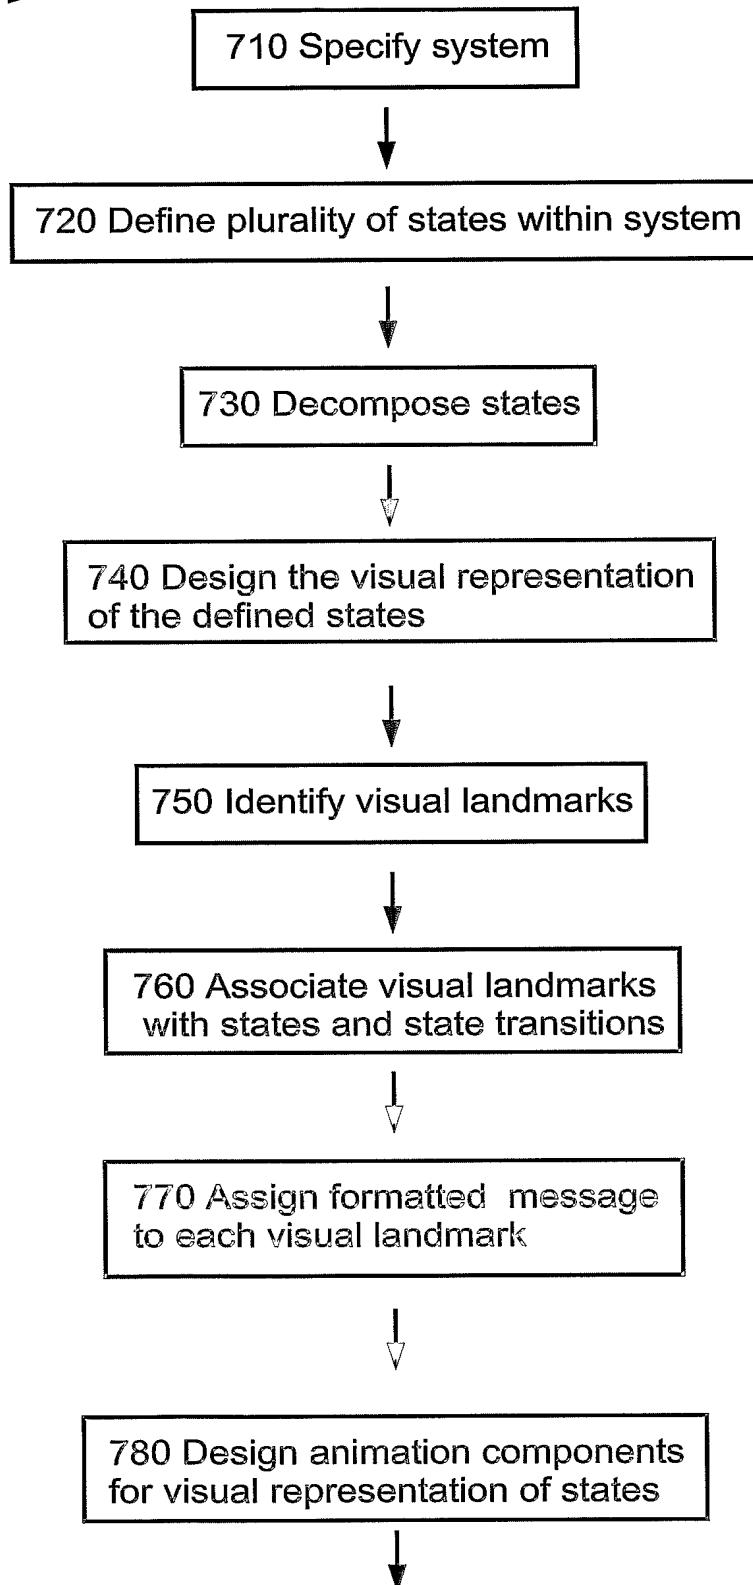 710 Specify system
720 Define plurality of states within system
730 Decompose states
740 Design the visual representation
of the defined states
750 Identify visual landmarks
760 Associate visual landmarks
with states and state transitions
770 Assign formatted message
to each visual landmark
780 Design animation components
for visual representation of states